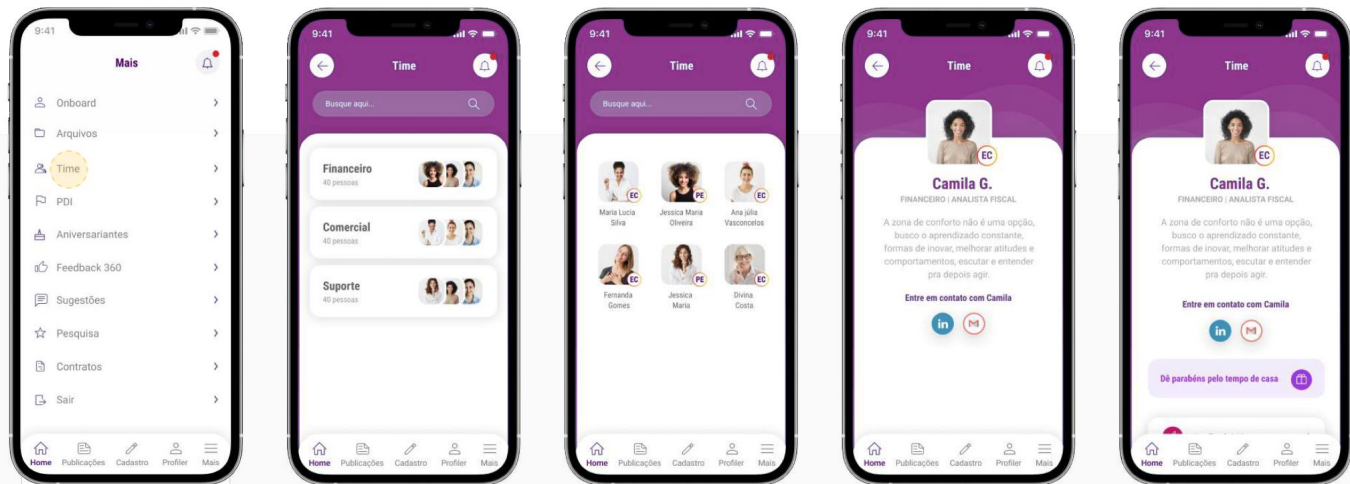 9:41
Mais
Onboard
Arquivos
Time
PDI
Aniversariantes
Feedback 360
Sugestões
Pesquisa
Contratos
Sair
Home Publicações Cadastro Profiler Mais
9:41
Time
Busque aqui...
Financeiro
40 pessoas
Comercial
40 pessoas
Suporte
40 pessoas
Home Publicações Cadastro Profiler Mais
9:41
Time
Busque aqui...
EC PE EC
Maria Lucia Jessica Maria Ana júlia
Silva Oliveira Vasconcelos
EC PE EC
Fernanda Jessica Divina
Gomes Maria Costa
Home Publicações Cadastro Profiler Mais
9:41
Time
EC
Camila G.
FINANCEIRO | ANALISTA FISCAL
A zona de conforto não é uma opção,
busco o aprendizado constante,
formas de inovar, melhorar atitudes e
comportamentos, escutar e entender
pra depois agir.
Entre em contato com Camila
in M
Home Publicações Cadastro Profiler Mais
9:41
Time
EC
Camila G.
FINANCEIRO | ANALISTA FISCAL
A zona de conforto não é uma opção,
busco o aprendizado constante,
formas de inovar, melhorar atitudes e
comportamentos, escutar e entender
pra depois agir.
Entre em contato com Camila
in M
Dê parabéns pelo tempo de casa
Home Publicações Cadastro Profiler Mais